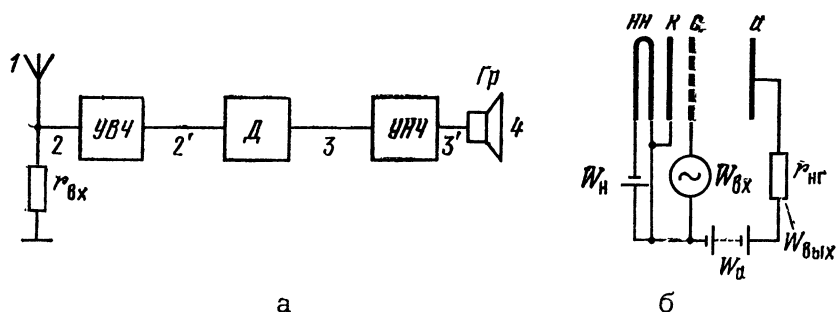 1
2
УВЧ
2'
Д
3
УНЧ
3'
Гр
4
rвх
а
НН
К
С
а
Wн
Wвх
rнг
Wвых
Wа
б